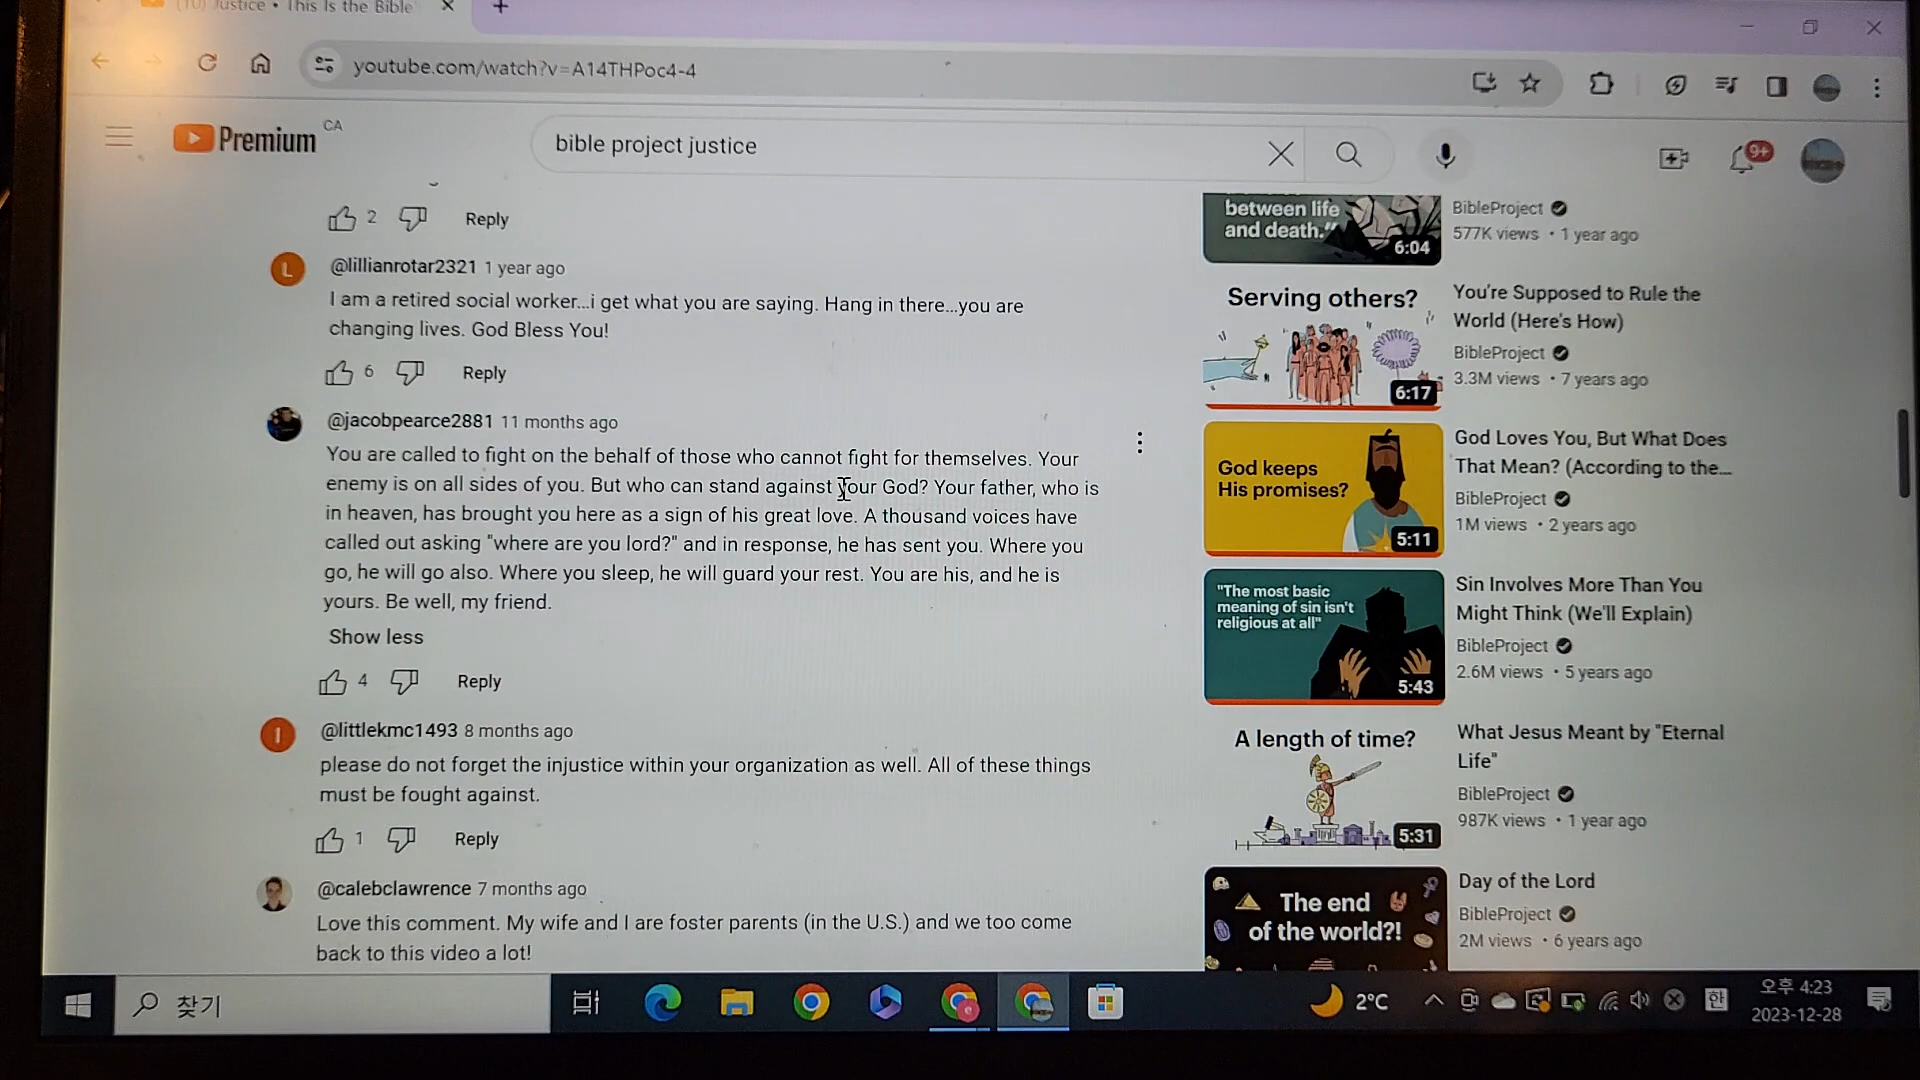 (10) Justice • This Is the Bible
youtube.com/watch?v=A14THPoc4-4
Premium CA
bible project justice
9+
2 Reply
@lillianrotar2321 1 year ago
I am a retired social worker...i get what you are saying. Hang in there...you are
changing lives. God Bless You!
6 Reply
@jacobpearce2881 11 months ago
You are called to fight on the behalf of those who cannot fight for themselves. Your
enemy is on all sides of you. But who can stand against your God? Your father, who is
in heaven, has brought you here as a sign of his great love. A thousand voices have
called out asking "where are you lord?" and in response, he has sent you. Where you
go, he will go also. Where you sleep, he will guard your rest. You are his, and he is
yours. Be well, my friend.
Show less
4 Reply
@littlekmc1493 8 months ago
please do not forget the injustice within your organization as well. All of these things
must be fought against.
1 Reply
@calebclawrence 7 months ago
Love this comment. My wife and I are foster parents (in the U.S.) and we too come
back to this video a lot!
between life
and death."
6:04
BibleProject
577K views • 1 year ago
Serving others?
6:17
You're Supposed to Rule the
World (Here's How)
BibleProject
3.3M views • 7 years ago
God keeps
His promises?
5:11
God Loves You, But What Does
That Mean? (According to the...
BibleProject
1M views • 2 years ago
"The most basic
meaning of sin isn't
religious at all"
5:43
Sin Involves More Than You
Might Think (We'll Explain)
BibleProject
2.6M views • 5 years ago
A length of time?
5:31
What Jesus Meant by "Eternal
Life"
BibleProject
987K views • 1 year ago
The end
of the world?!
Day of the Lord
BibleProject
2M views • 6 years ago
찾기
2°C
한
오후 4:23
2023-12-28